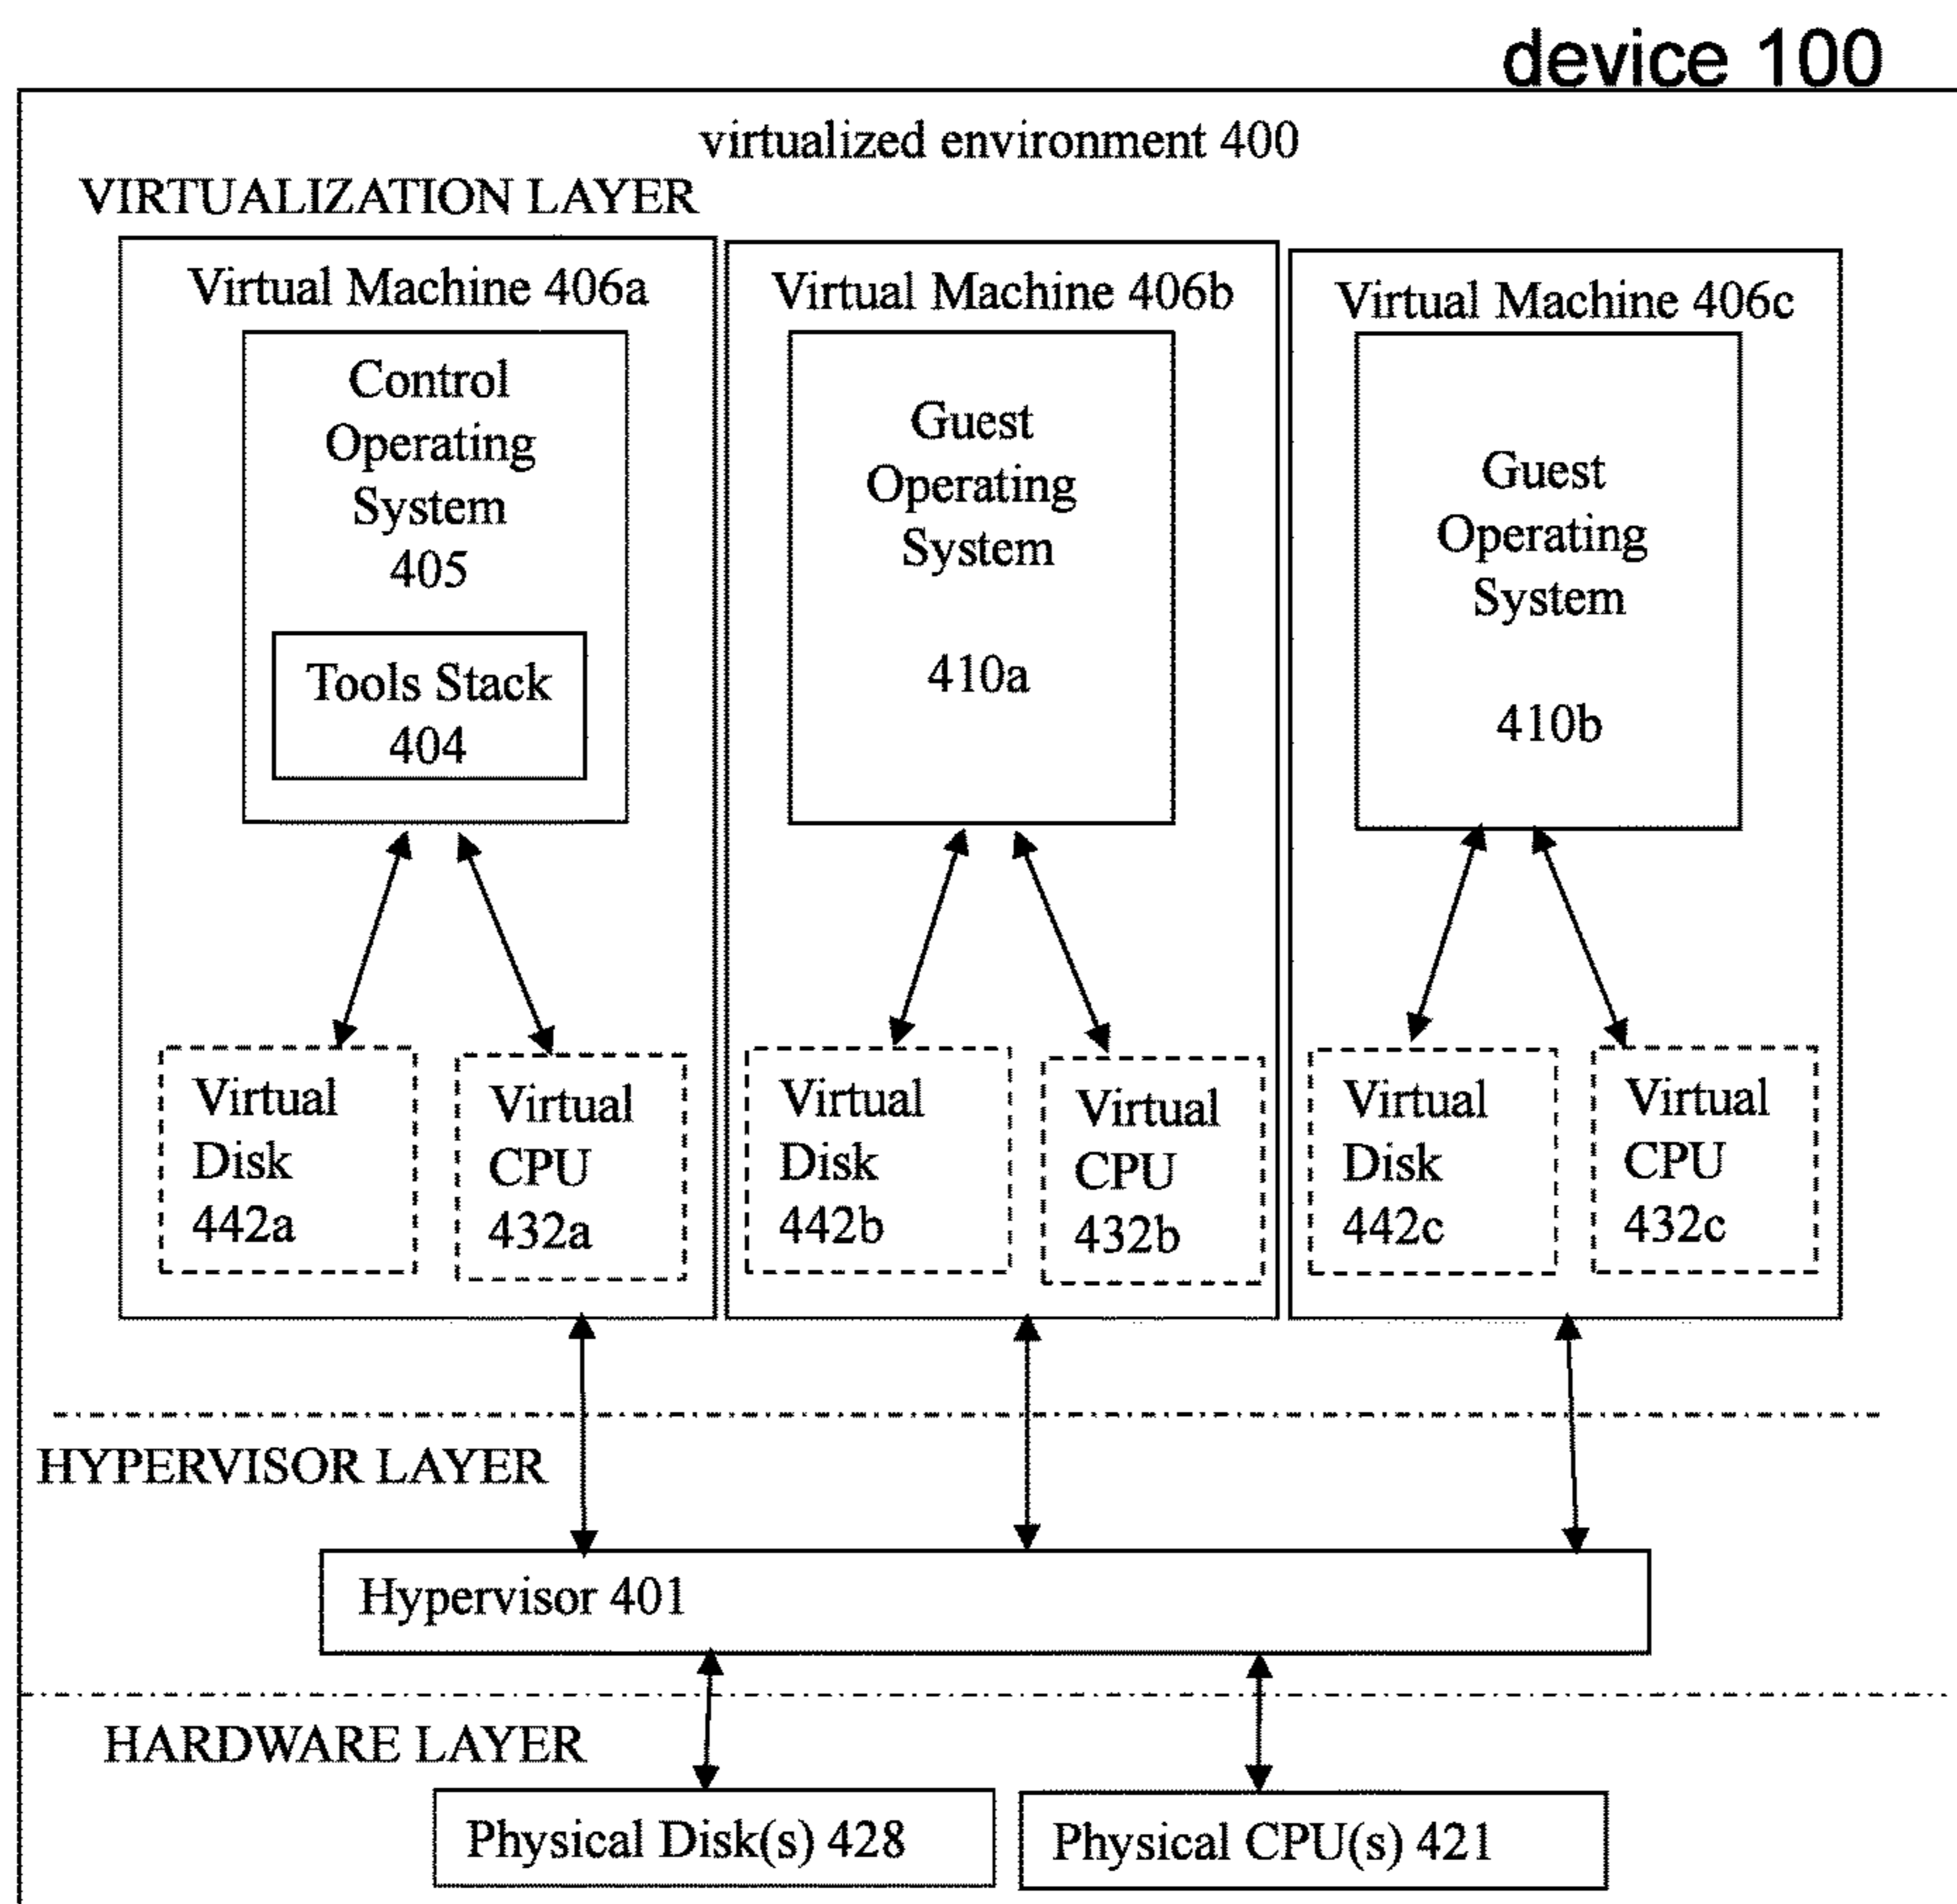 device 100
virtualized environment 400
VIRTUALIZATION LAYER
Virtual Machine 406a
Control
Operating
System
405
Tools Stack
404
Virtual
Disk
442a
Virtual
CPU
432a
Virtual Machine 406b
Guest
Operating
System
410a
Virtual
Disk
442b
Virtual
CPU
432b
Virtual Machine 406c
Guest
Operating
System
410b
Virtual
Disk
442c
Virtual
CPU
432c
HYPERVISOR LAYER
Hypervisor 401
HARDWARE LAYER
Physical Disk(s) 428
Physical CPU(s) 421